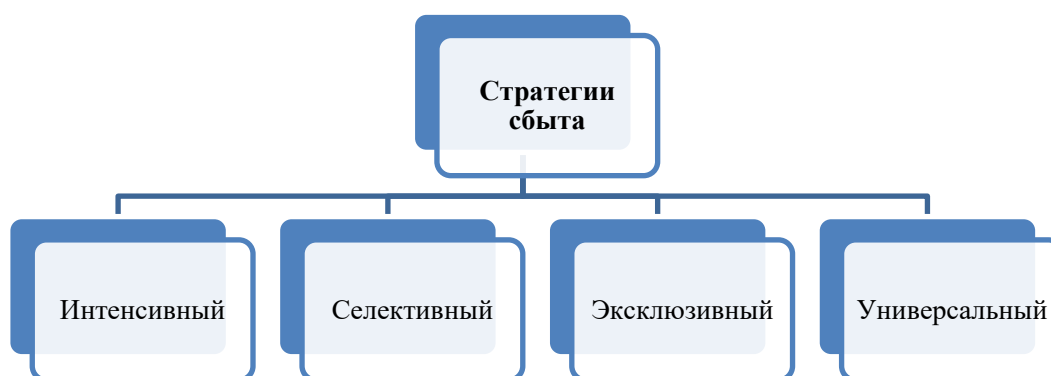 Стратегии
сбыта
Интенсивный
Селективный
Эксклюзивный
Универсальный